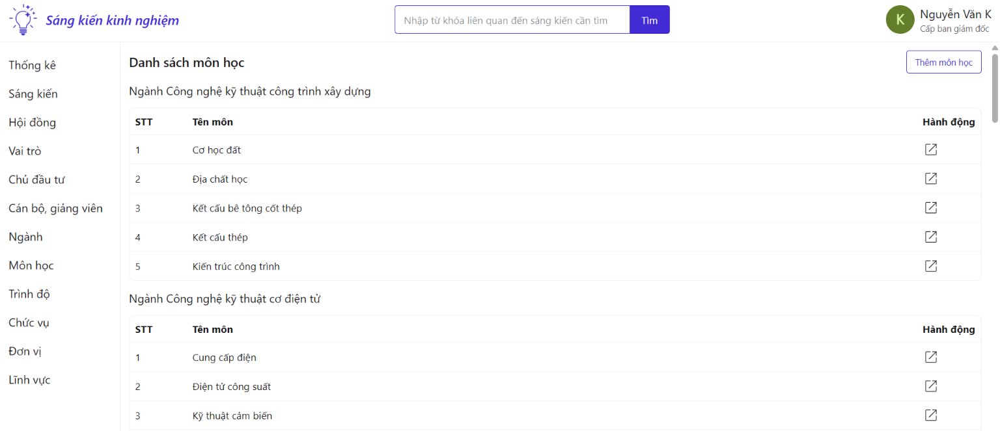 Sáng kiến kinh nghiệm
Nhập từ khóa liên quan đến sáng kiến cần tìm
Tìm
K
Nguyễn Văn K
Cấp ban giám đốc
Thống kê
Sáng kiến
Hội đồng
Vai trò
Chủ đầu tư
Cán bộ, giảng viên
Ngành
Môn học
Trình độ
Chức vụ
Đơn vị
Lĩnh vực
Danh sách môn học
Thêm môn học
Ngành Công nghệ kỹ thuật công trình xây dựng
STT Tên môn Hành động
1 Cơ học đất
2 Địa chất học
3 Kết cấu bê tông cốt thép
4 Kết cấu thép
5 Kiến trúc công trình
Ngành Công nghệ kỹ thuật cơ điện tử
STT Tên môn Hành động
1 Cung cấp điện
2 Điện tử công suất
3 Kỹ thuật cảm biến